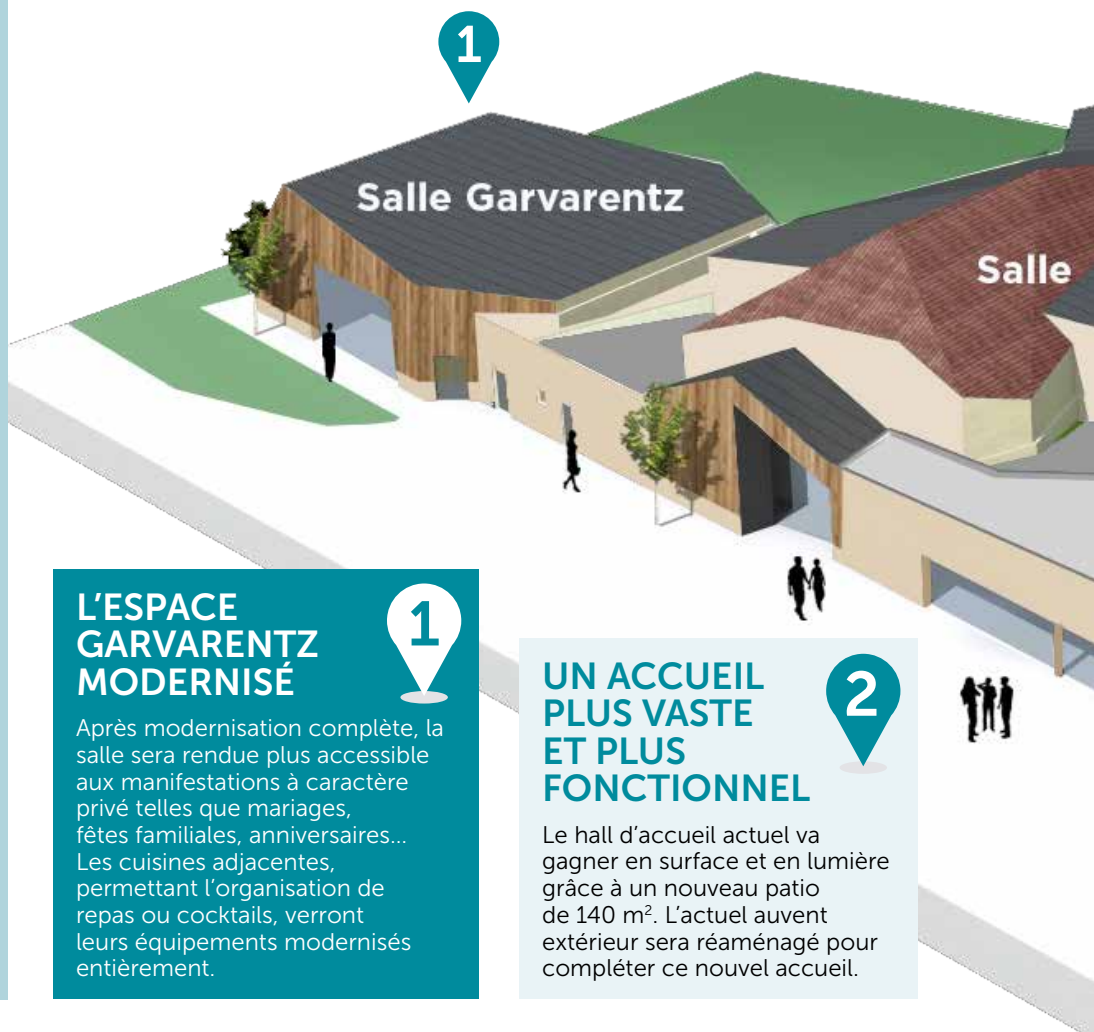 1
Salle Garvarentz
Salle
L'ESPACE
GARVARENTZ
MODERNISÉ
1
Après modernisation complète, la
salle sera rendue plus accessible
aux manifestations à caractère
privé telles que mariages,
fêtes familiales, anniversaires...
Les cuisines adjacentes,
permettant l'organisation de
repas ou cocktails, verront
leurs équipements modernisés
entièrement.
UN ACCUEIL
PLUS VASTE
ET PLUS
FONCTIONNEL
2
Le hall d'accueil actuel va
gagner en surface et en lumière
grâce à un nouveau patio
de 140 m². L'actuel auvent
extérieur sera réaménagé pour
compléter ce nouvel accueil.